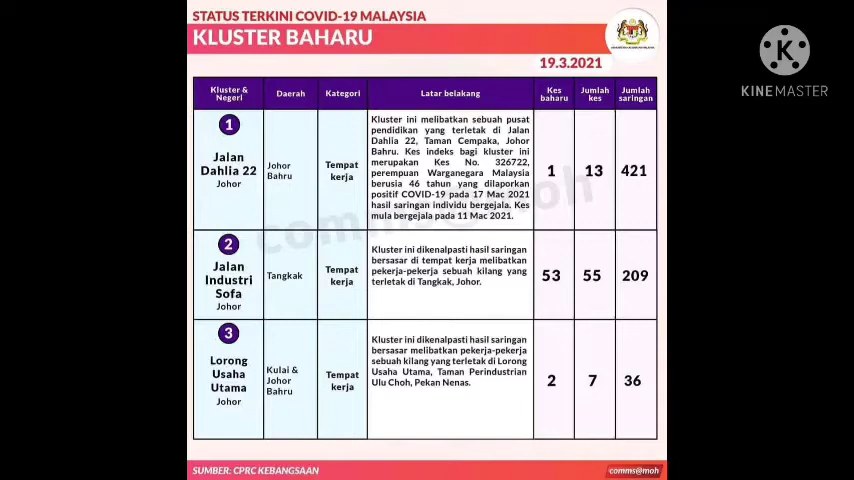 STATUS TERKINI COVID-19 MALAYSIA
KLUSTER BAHARU
19.3.2021
K
KINEMASTER
Kluster &
Negeri
Daerah
Kategori
Latar belakang
Kes
baharu
Jumlah
kes
Jumlah
saringan
1
Jalan
Dahlia 22
Johor
Johor
Bahru
Tempat
kerja
Kluster ini melibatkan sebuah pusat
pendidikan yang terletak di Jalan
Dahlia 22, Taman Cempaka, Johor
Bahru. Kes indeks bagi kluster ini
merupakan Kes No. 326722,
perempuan Warganegara Malaysia
berusia 46 tahun yang dilaporkan
positif COVID-19 pada 17 Mac 2021
hasil saringan individu bergejala. Kes
mula bergejala pada 11 Mac 2021.
1
13
421
comms@moh
2
Jalan
Industri
Sofa
Johor
Tangkak
Tempat
kerja
Kluster ini dikenalpasti hasil saringan
bersasar di tempat kerja melibatkan
pekerja-pekerja sebuah kilang yang
terletak di Tangkak, Johor.
53
55
209
3
Lorong
Usaha
Utama
Johor
Kulai &
Johor
Bahru
Tempat
kerja
Kluster ini dikenalpasti hasil saringan
bersasar melibatkan pekerja-pekerja
sebuah kilang yang terletak di Lorong
Usaha Utama, Taman Perindustrian
Ulu Choh, Pekan Nenas.
2
7
36
SUMBER: CPRC KEBANGSAAN
comms@moh